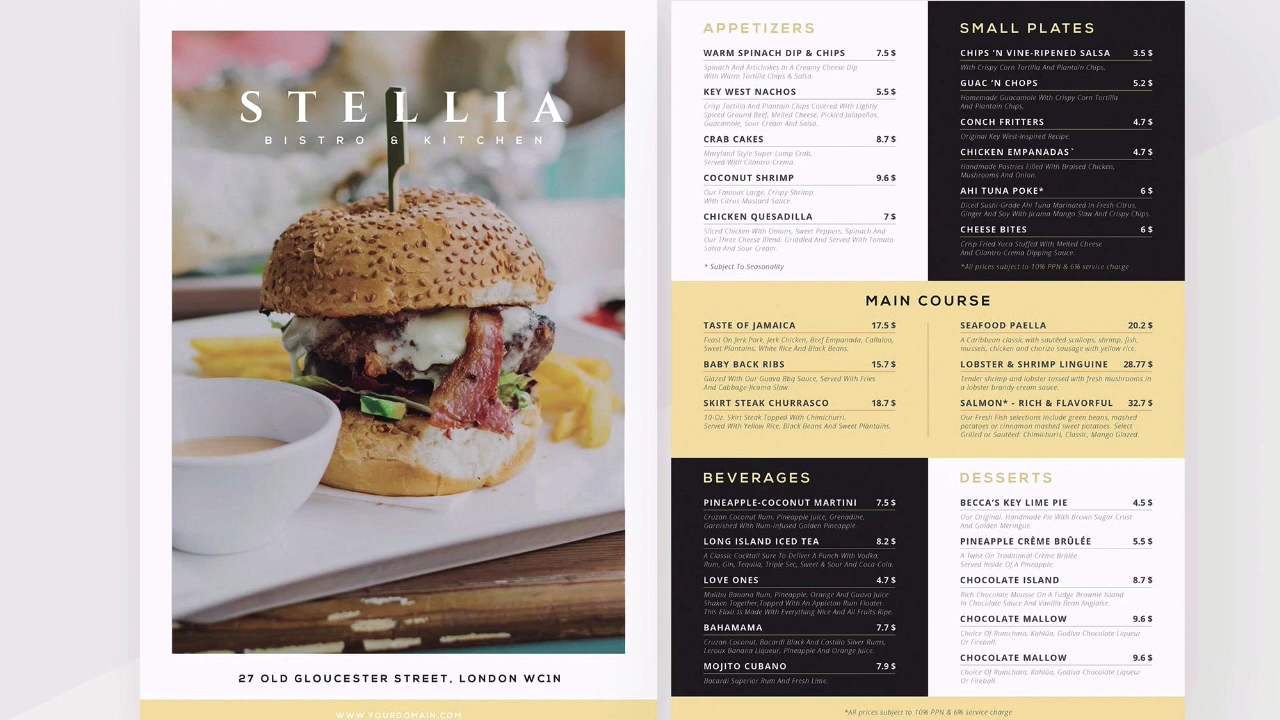 STELLIA
BISTRO & KITCHEN
27 OLD GLOUCESTER STREET, LONDON WC1N
WWW.YOURDOMAIN.COM
APPETIZERS
WARM SPINACH DIP & CHIPS 7.5 $
Spinach And Artichokes In A Creamy Cheese Dip
With Warm Tortilla Chips & Salsa.
KEY WEST NACHOS 5.5 $
Crisp Tortilla And Plantain Chips Covered With Lightly
Spiced Ground Beef, Melted Cheese, Pickled Jalapeños,
Guacamole, Sour Cream And Salsa.
CRAB CAKES 8.7 $
Maryland Style Super Lump Crab,
Served With Cilantro-Crema.
COCONUT SHRIMP 9.6 $
Our Famous Large, Crispy Shrimp
With Citrus-Mustard Sauce.
CHICKEN QUESADILLA 7 $
Sliced Chicken With Onions, Sweet Peppers, Spinach And
Our Three Cheese Blend. Griddled And Served With Tomato
Salsa And Sour Cream.
* Subject To Seasonality
SMALL PLATES
CHIPS ‘N VINE-RIPENED SALSA 3.5 $
With Crispy Corn Tortilla And Plantain Chips.
GUAC ‘N CHOPS 5.2 $
Homemade Guacamole With Crispy Corn Tortilla
And Plantain Chips.
CONCH FRITTERS 4.7 $
Original Key West-Inspired Recipe.
CHICKEN EMPANADAS` 4.7 $
Handmade Pastries Filled With Braised Chicken,
Mushrooms And Onion.
AHI TUNA POKE* 6 $
Diced Sushi-Grade Ahi Tuna Marinated In Fresh Citrus,
Ginger And Soy With Jicama-Mango Slaw And Crispy Chips.
CHEESE BITES 6 $
Crisp Fried Yuca Stuffed With Melted Cheese
And Cilantro-Crema Dipping Sauce.
*All prices subject to 10% PPN & 6% service charge
MAIN COURSE
TASTE OF JAMAICA 17.5 $
Feast On Jerk Pork, Jerk Chicken, Beef Empanada, Callaloo,
Sweet Plantains, White Rice And Black Beans.
BABY BACK RIBS 15.7 $
Glazed With Our Guava Bbq Sauce, Served With Fries
And Cabbage-Jicama Slaw.
SKIRT STEAK CHURRASCO 18.7 $
10-Oz. Skirt Steak Topped With Chimichurri.
Served With Yellow Rice, Black Beans And Sweet Plantains.
SEAFOOD PAELLA 20.2 $
A Caribbean classic with sautéed scallops, shrimp, fish,
mussels, chicken and chorizo sausage with yellow rice.
LOBSTER & SHRIMP LINGUINE 28.77 $
Tender shrimp and lobster tossed with fresh mushrooms in
a lobster brandy-cream sauce.
SALMON* - RICH & FLAVORFUL 32.7 $
Our Fresh Fish selections include green beans, mashed
potatoes or cinnamon mashed sweet potatoes. Select
Grilled or Sautéed: Chimichurri, Classic, Mango Glazed.
BEVERAGES
PINEAPPLE-COCONUT MARTINI 7.5 $
Cruzan Coconut Rum, Pineapple Juice, Grenadine,
Garnished With Rum-Infused Golden Pineapple.
LONG ISLAND ICED TEA 8.2 $
A Classic Cocktail Sure To Deliver A Punch With Vodka,
Rum, Gin, Tequila, Triple Sec, Sweet & Sour And Coca-Cola.
LOVE ONES 4.7 $
Malibu Banana Rum, Pineapple, Orange And Guava Juice
Shaken Together,Topped With An Appleton Rum Floater.
This Elixir Is Made With Everything Nice And All Fruits Ripe.
BAHAMAMA 7.7 $
Cruzan Coconut, Bacardi Black And Castillo Silver Rums,
Leroux Banana Liqueur, Pineapple And Orange Juice.
MOJITO CUBANO 7.9 $
Bacardi Superior Rum And Fresh Lime.
DESSERTS
BECCA’S KEY LIME PIE 4.5 $
Our Original. Handmade Pie With Brown Sugar Crust
And Golden Meringue.
PINEAPPLE CRÈME BRÛLÉE 5.5 $
A Twist On Traditional Crème Brûlée
Served Inside Of A Pineapple.
CHOCOLATE ISLAND 8.7 $
Rich Chocolate Mousse On A Fudge Brownie Island
In Chocolate Sauce And Vanilla Bean Anglaise.
CHOCOLATE MALLOW 9.6 $
Choice Of Rumchata, Kahlúa, Godiva Chocolate Liqueur
Or Fireball.
CHOCOLATE MALLOW 9.6 $
Choice Of Rumchata, Kahlúa, Godiva Chocolate Liqueur
Or Fireball.
*All prices subject to 10% PPN & 6% service charge